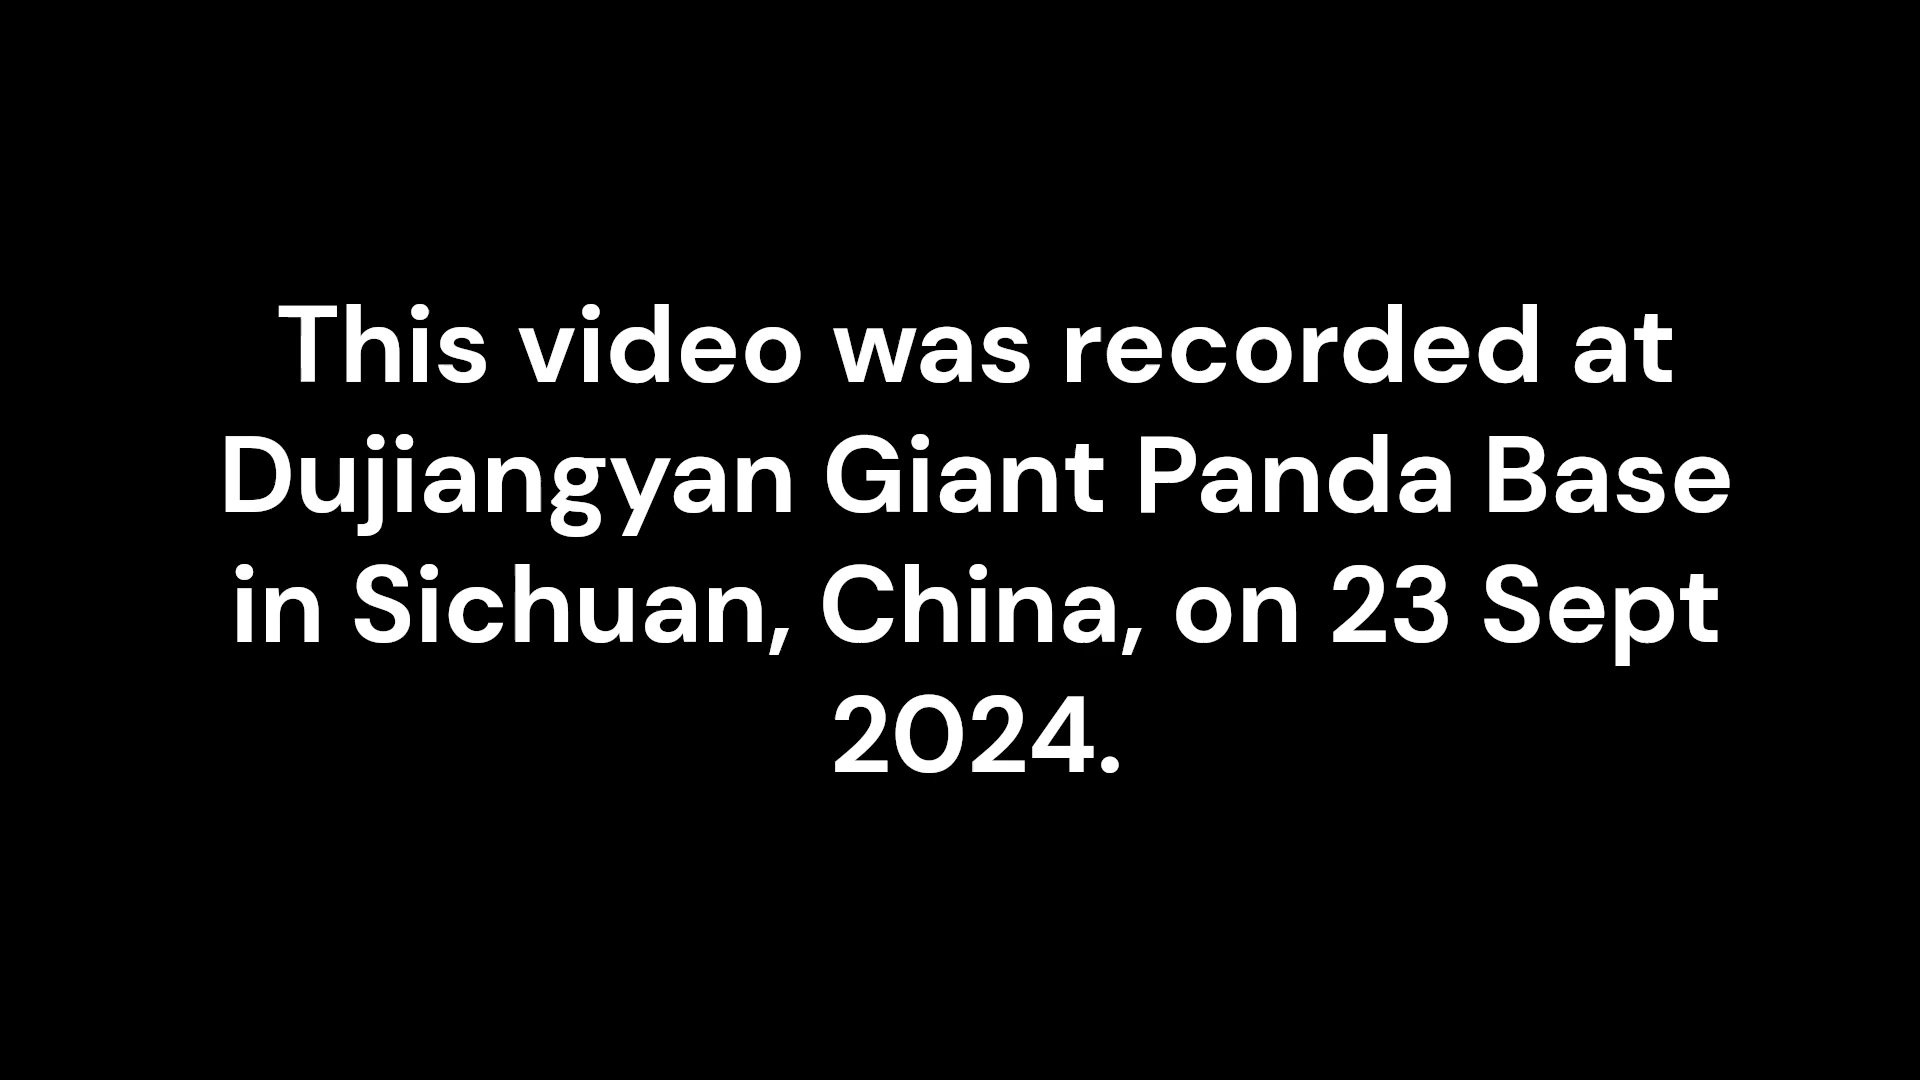 This video was recorded at
Dujiangyan Giant Panda Base
in Sichuan, China, on 23 Sept
2024.